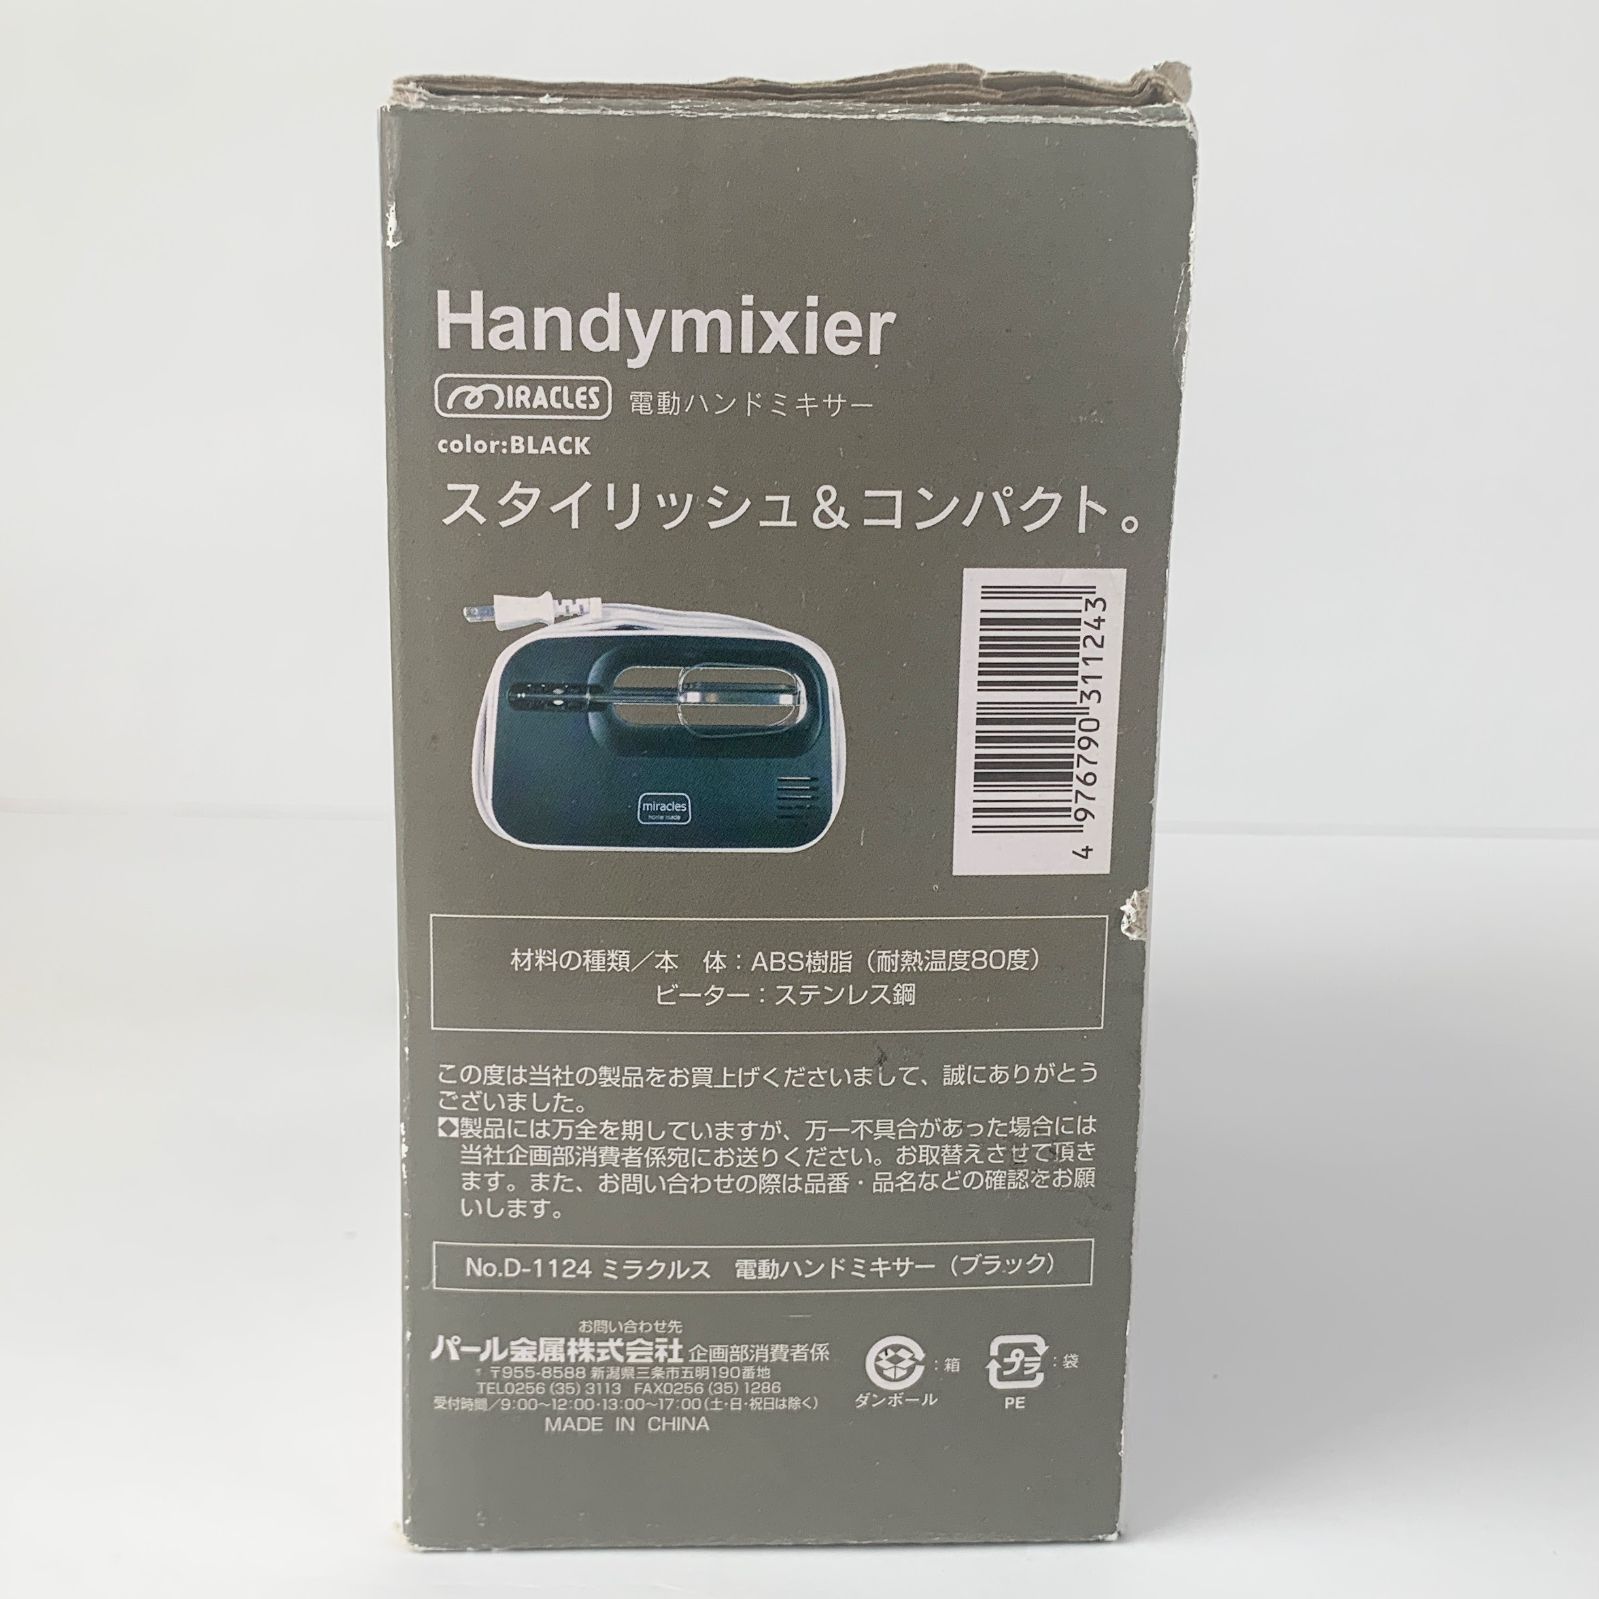 Handymixier
MIRACLES 電動ハンドミキサー
color:BLACK
スタイリッシュ&コンパクト。
miracles
home made
4 976790 311243
材料の種類/本　体：ABS樹脂（耐熱温度80度）
ビーター：ステンレス鋼
この度は当社の製品をお買上げくださいまして、誠にありがとう
ございました。
◆製品には万全を期していますが、万一不具合があった場合には
当社企画部消費者係宛にお送りください。お取替えさせて頂き
ます。また、お問い合わせの際は品番・品名などの確認をお願
いします。
No.D-1124 ミラクルス　電動ハンドミキサー（ブラック）
お問い合わせ先
パール金属株式会社 企画部消費者係
〒955-8588 新潟県三条市五明190番地
TEL0256(35)3113 FAX0256(35)1286
受付時間/9:00〜12:00・13:00〜17:00(土・日・祝日は除く)
MADE IN CHINA
：箱
ダンボール
プラ：袋
PE